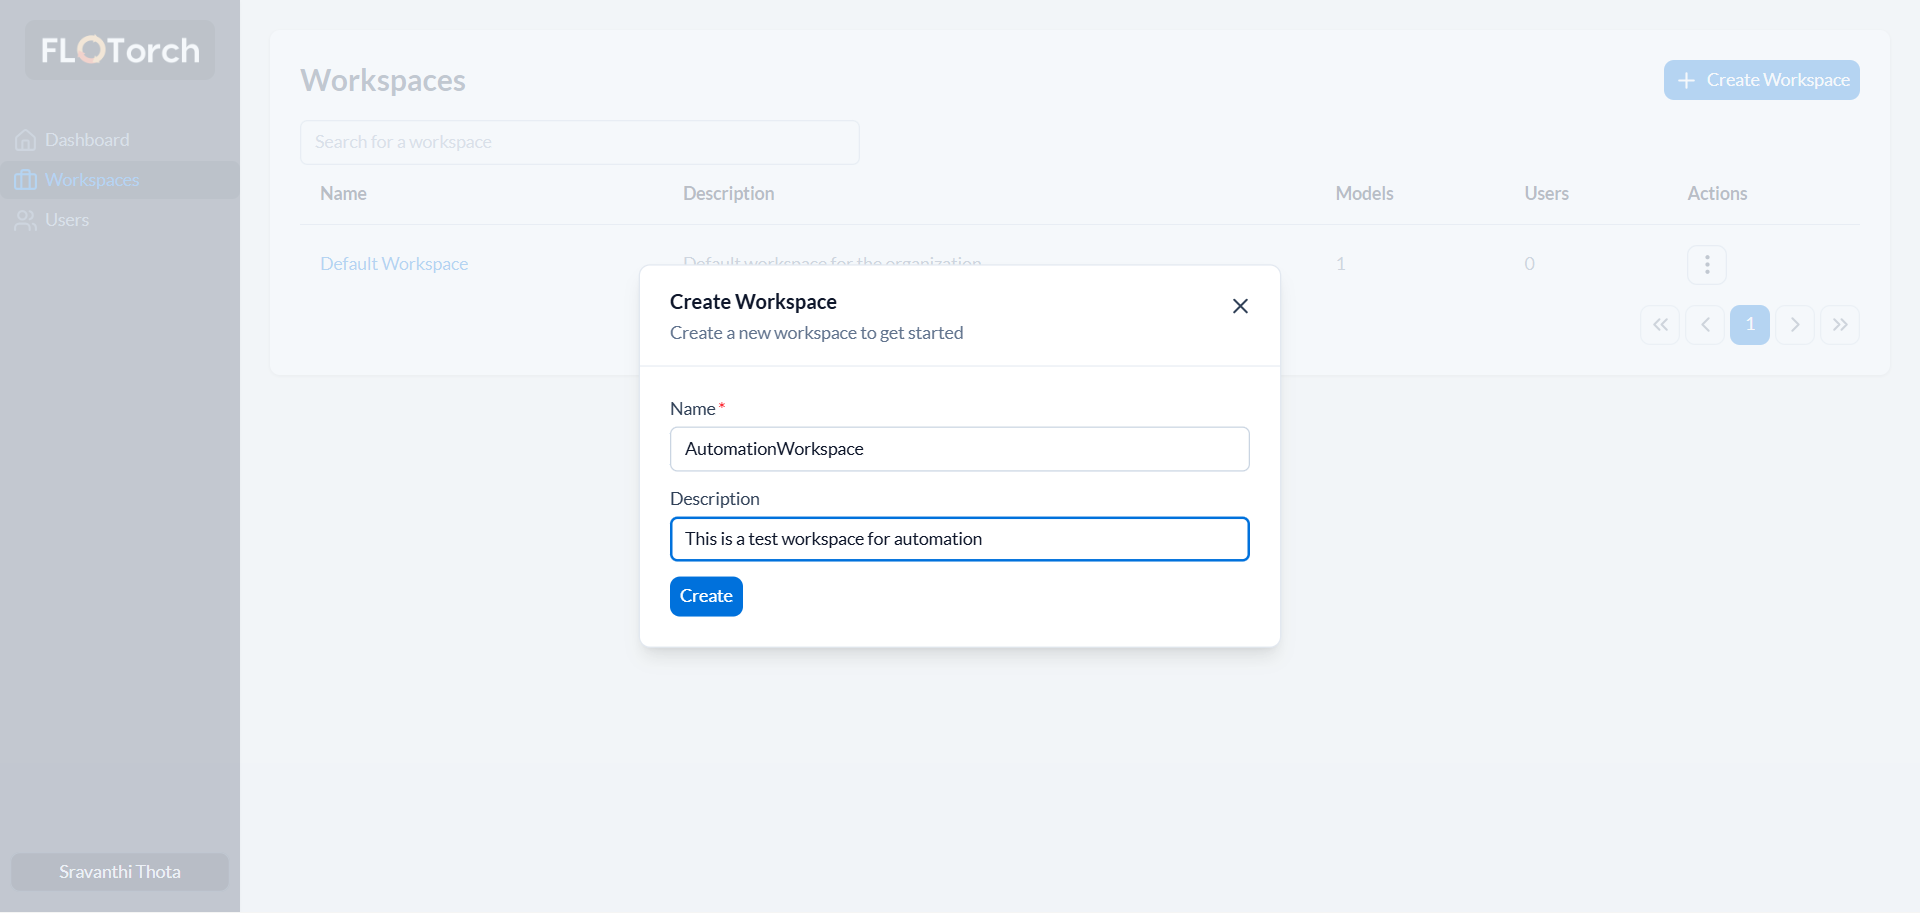 FLOTorch
Dashboard
Workspaces
Users
Sravanthi Thota
Workspaces
Create Workspace
Search for a workspace
Name Description Models Users Actions
Default Workspace Default workspace for the organization 1 0
1
Create Workspace
Create a new workspace to get started
Name*
AutomationWorkspace
Description
This is a test workspace for automation
Create